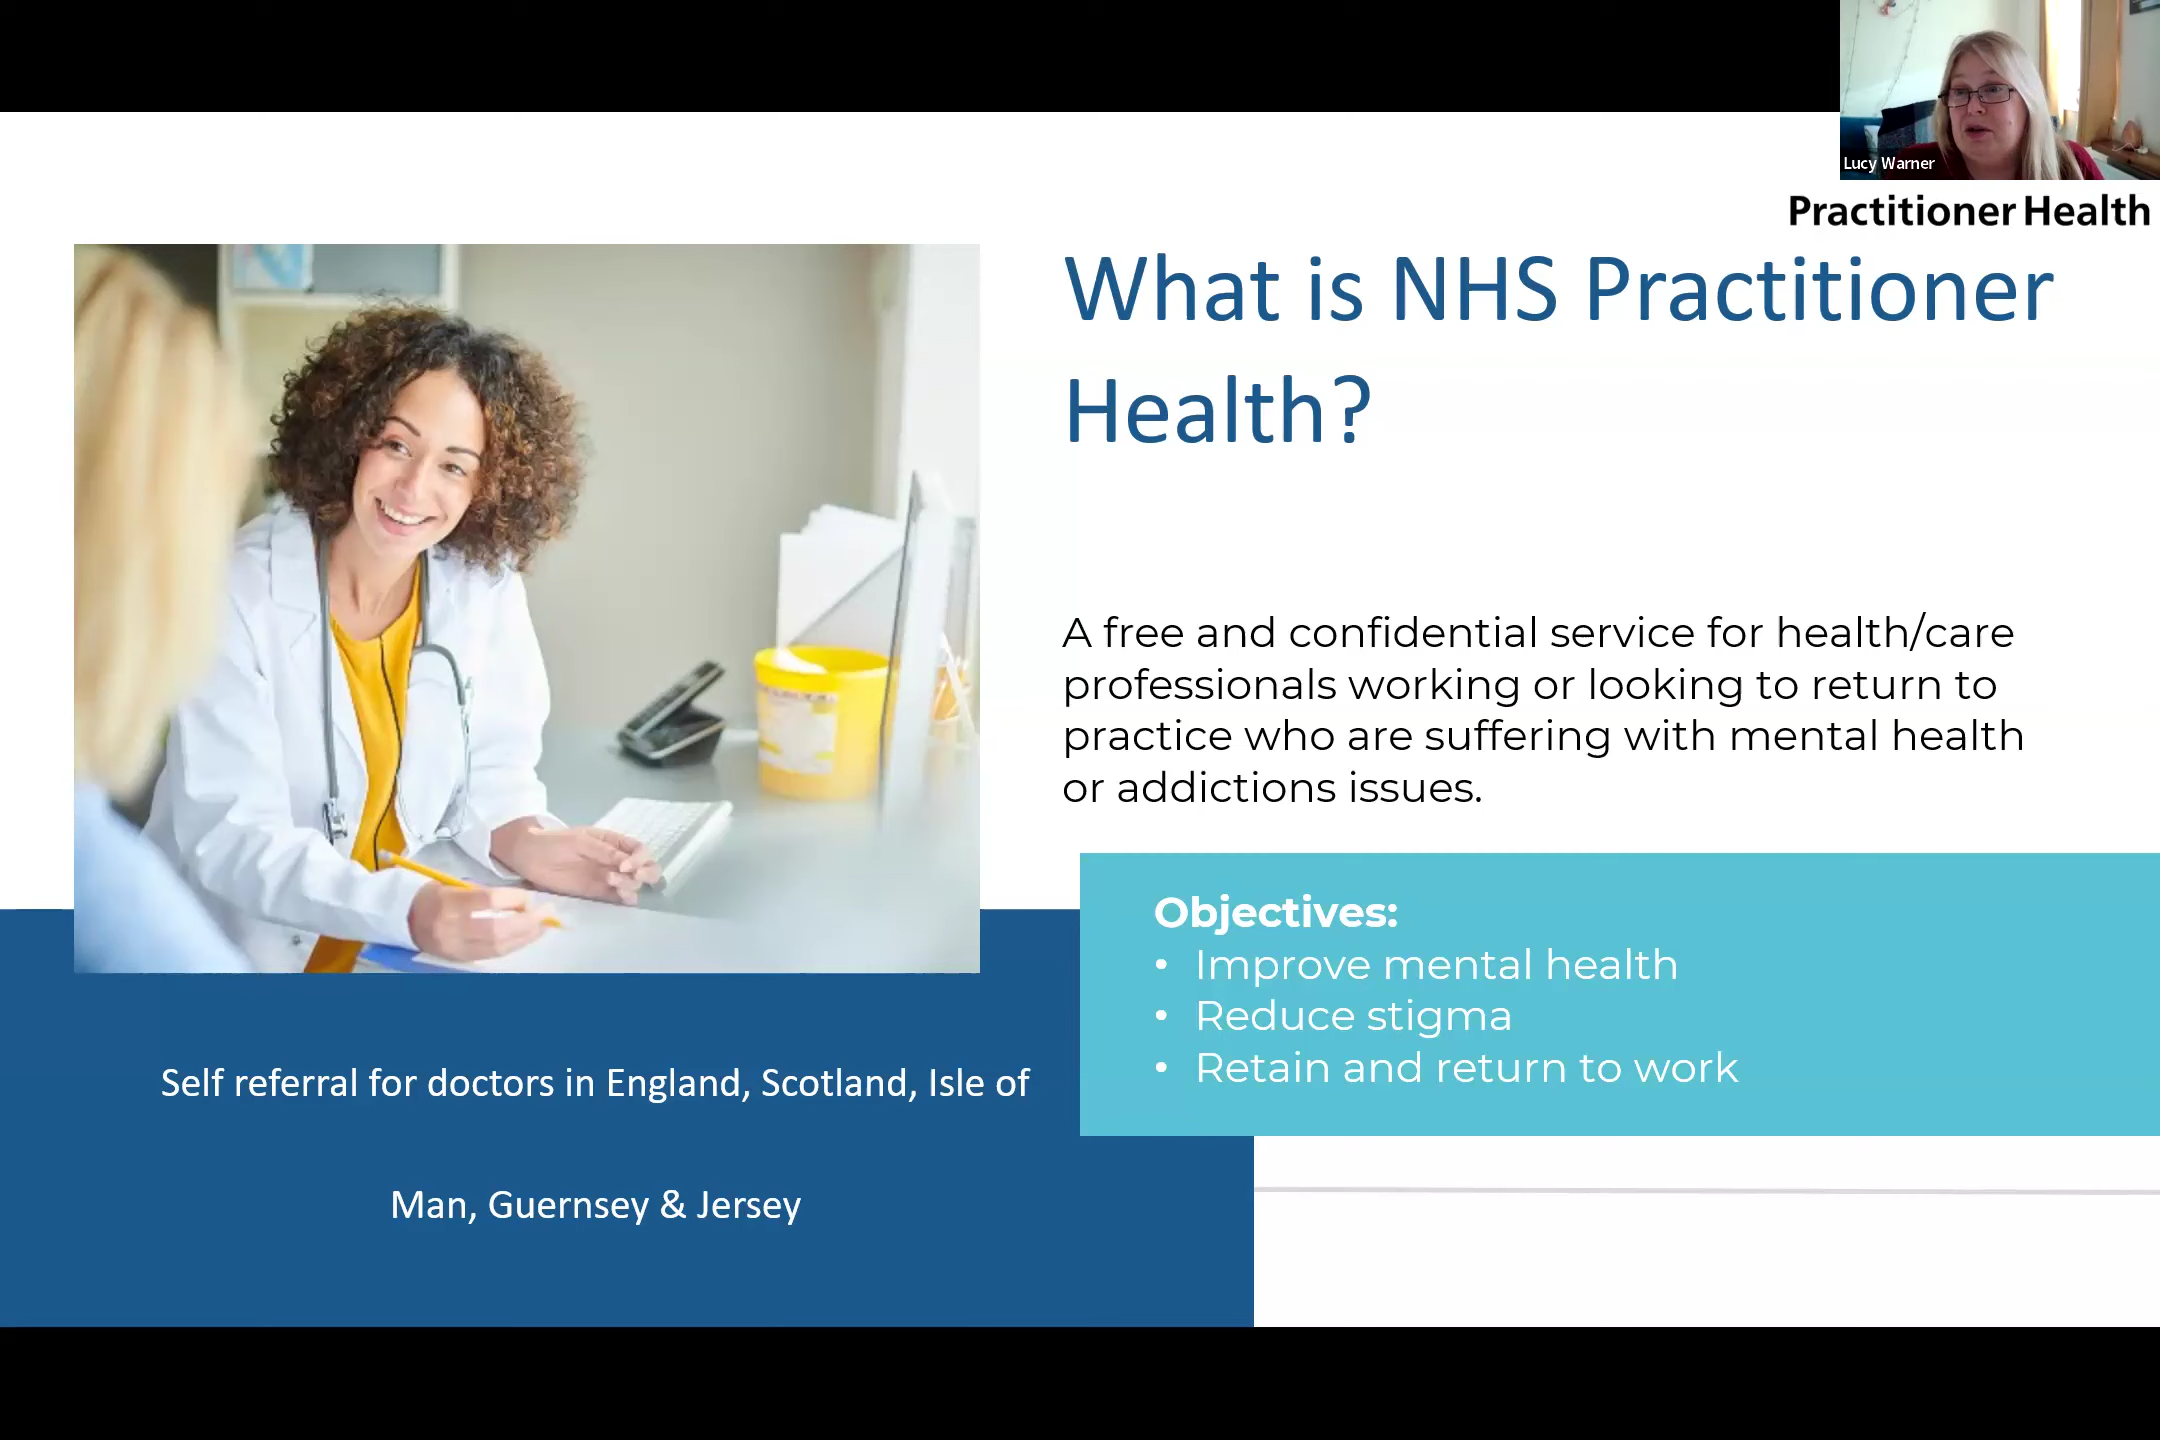 Lucy Warner
Practitioner Health
What is NHS Practitioner
Health?
A free and confidential service for health/care
professionals working or looking to return to
practice who are suffering with mental health
or addictions issues.
Objectives:
• Improve mental health
• Reduce stigma
• Retain and return to work
Self referral for doctors in England, Scotland, Isle of
Man, Guernsey & Jersey